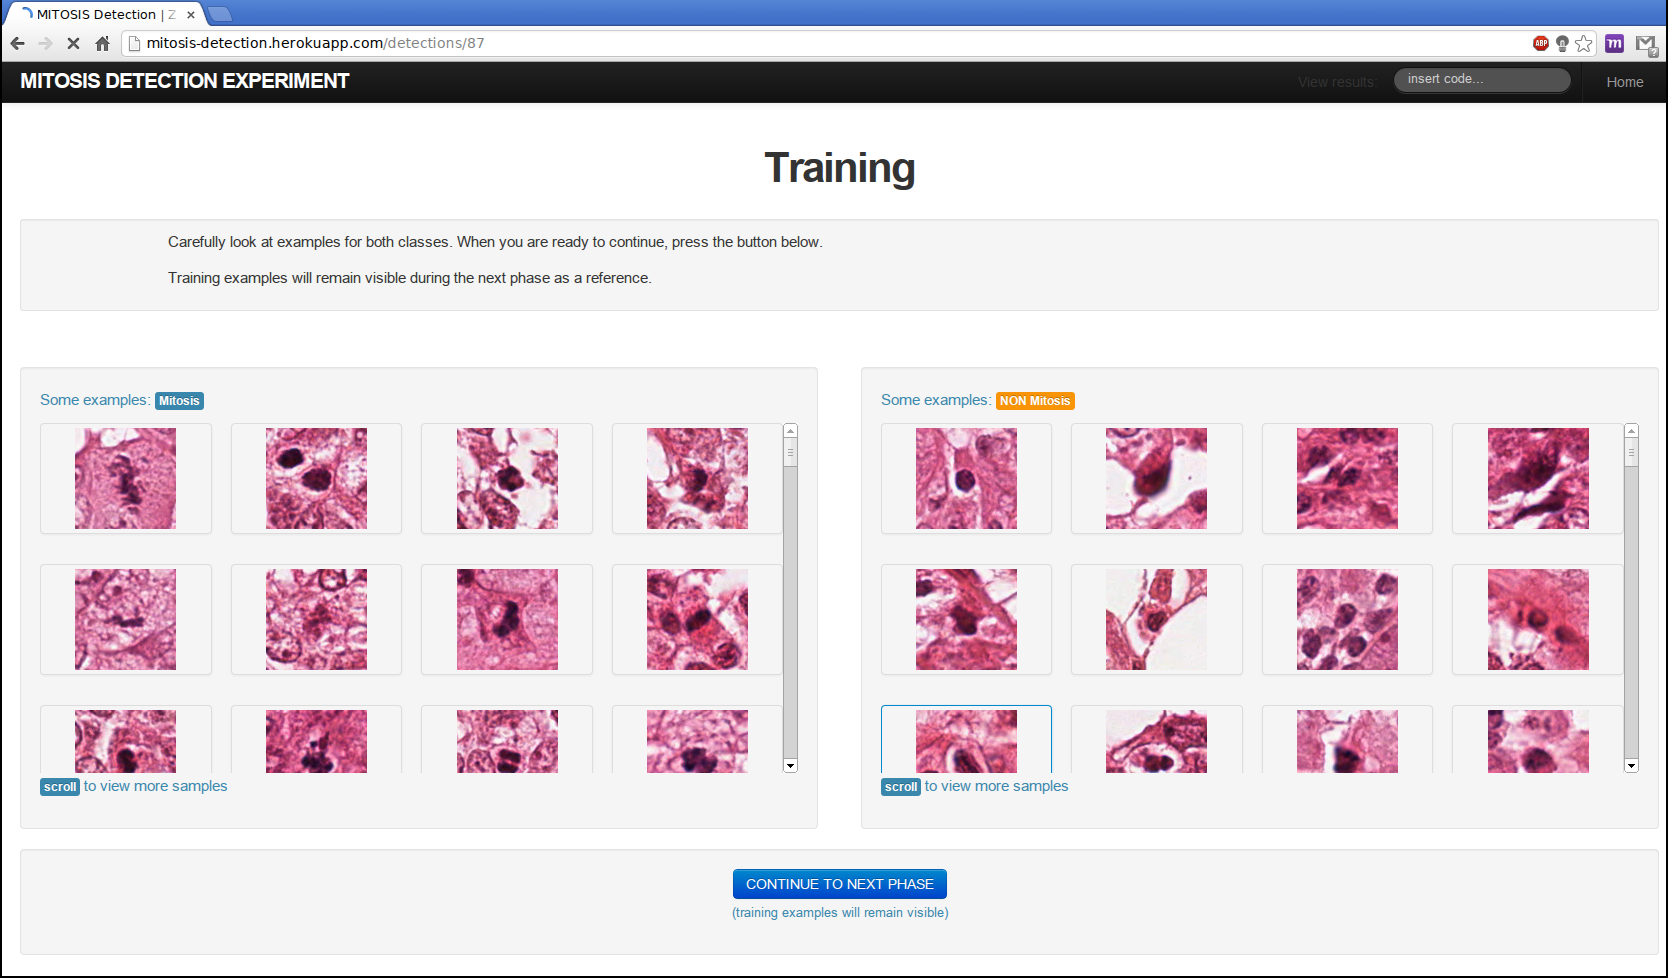 MITOSIS DETECTION | Z
mitosis-detection.herokuapp.com/detections/87
ABP
m
?
MITOSIS DETECTION EXPERIMENT
View results:
insert code...
Home
Training
Carefully look at examples for both classes. When you are ready to continue, press the button below.
Training examples will remain visible during the next phase as a reference.
Some examples: Mitosis
scroll to view more samples
Some examples: NON Mitosis
scroll to view more samples
CONTINUE TO NEXT PHASE
(training examples will remain visible)